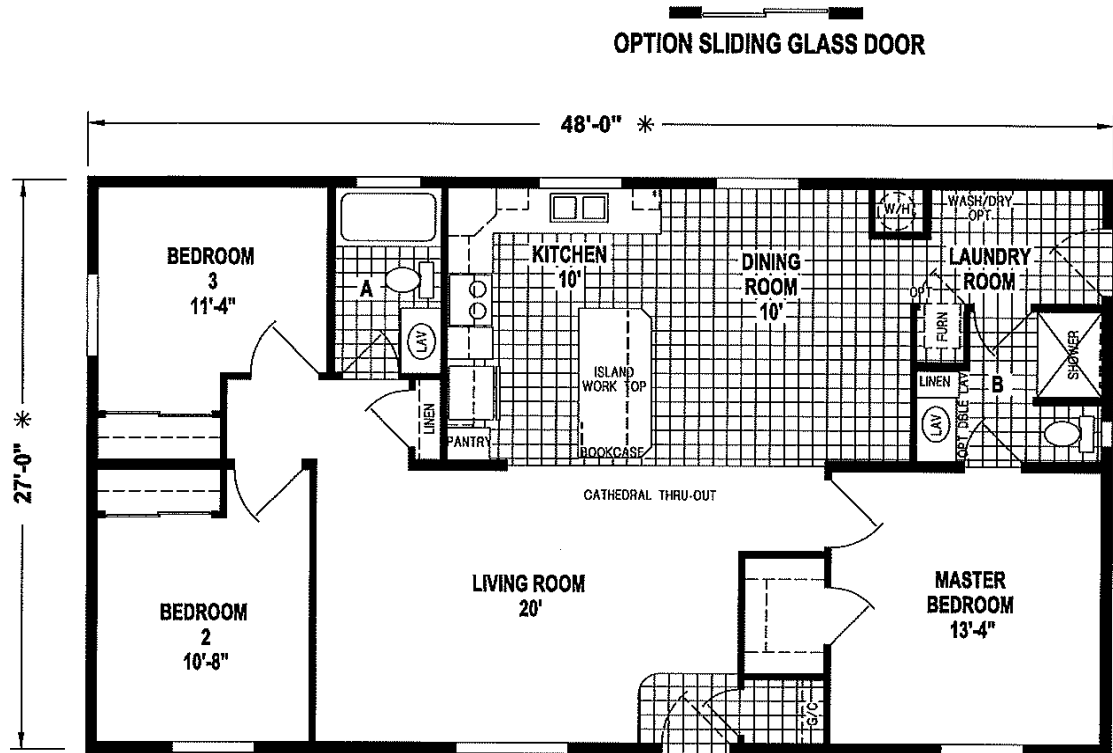 OPTION SLIDING GLASS DOOR
48'-0" *
27'-0" *
BEDROOM
3
11'-4"
A
LAV
LINEN
KITCHEN
10'
ISLAND
WORK TOP
BOOKCASE
PANTRY
DINING
ROOM
10'
W/H
WASH/DRY
OPT.
LAUNDRY
ROOM
OPT
FURN
SHOWER
B
LINEN
LAV
OPT DBLE LAV
CATHEDRAL THRU-OUT
BEDROOM
2
10'-8"
LIVING ROOM
20'
MASTER
BEDROOM
13'-4"
G/C